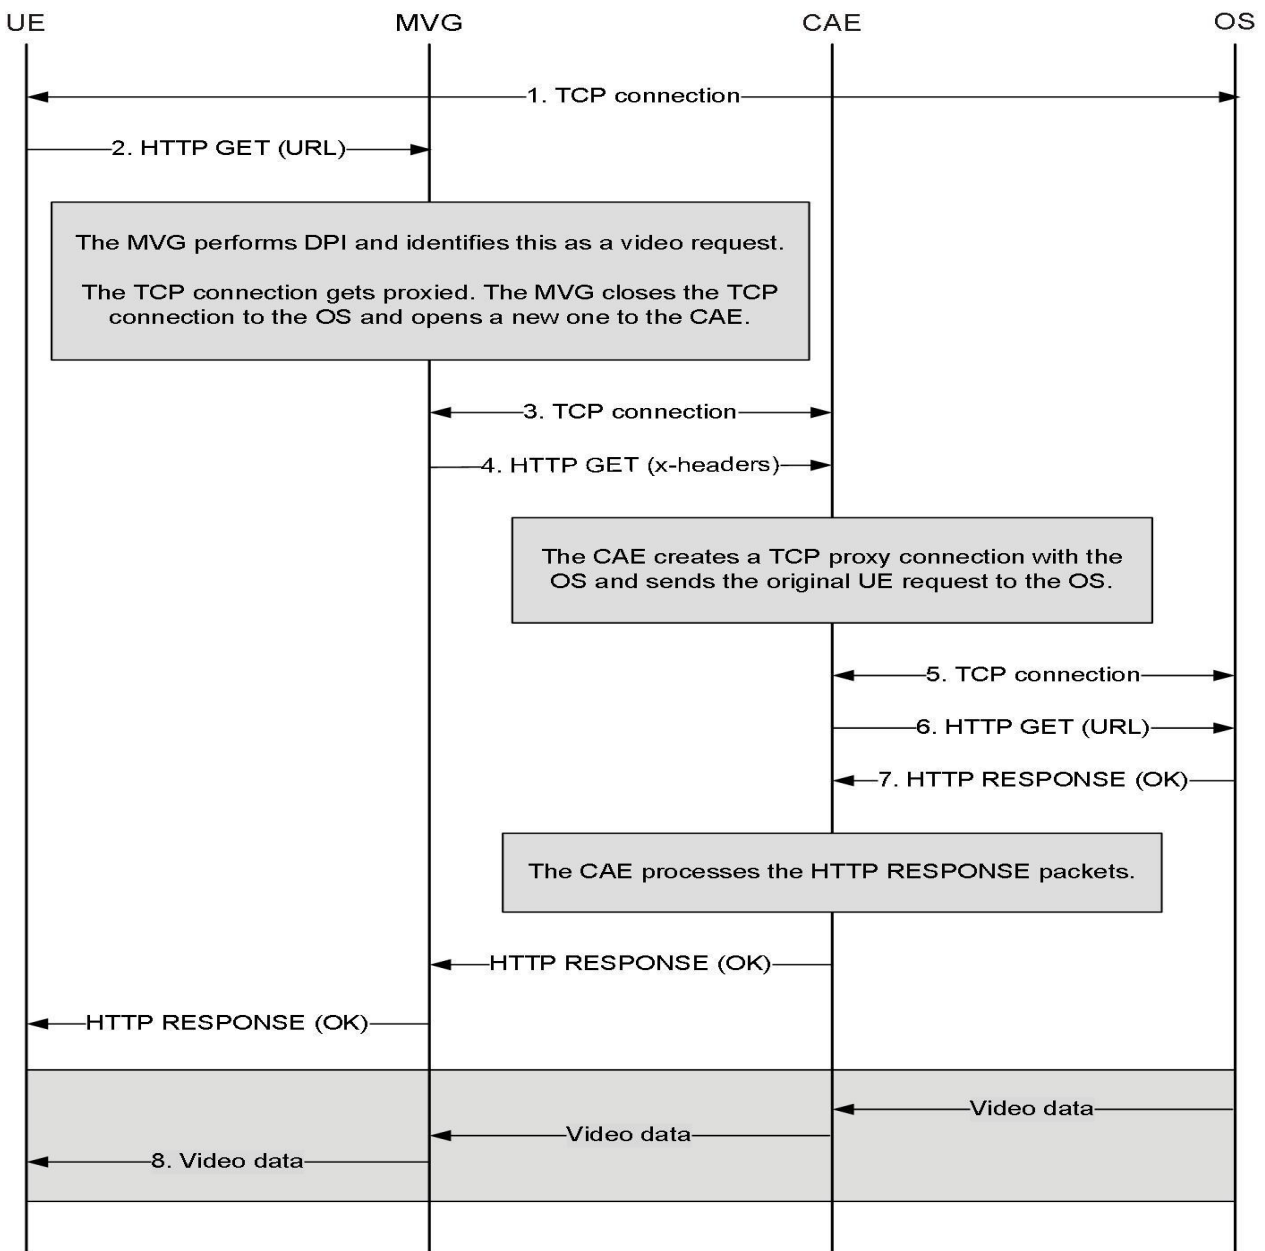 UE MVG CAE OS
1. TCP connection
2. HTTP GET (URL)
The MVG performs DPI and identifies this as a video request.
The TCP connection gets proxied. The MVG closes the TCP
connection to the OS and opens a new one to the CAE.
3. TCP connection
4. HTTP GET (x-headers)
The CAE creates a TCP proxy connection with the
OS and sends the original UE request to the OS.
5. TCP connection
6. HTTP GET (URL)
7. HTTP RESPONSE (OK)
The CAE processes the HTTP RESPONSE packets.
HTTP RESPONSE (OK)
HTTP RESPONSE (OK)
Video data
Video data
8. Video data